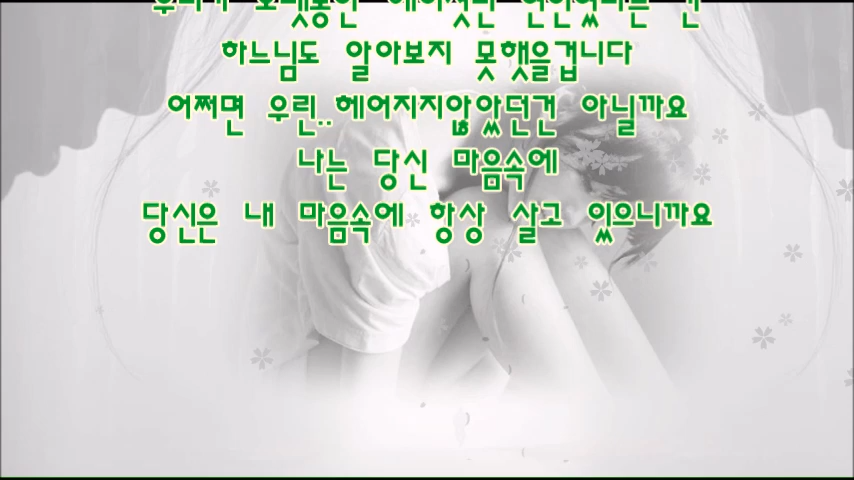 하느님도 알아보지 못햇을겁니다
어쩌면 우린..헤어지지않았던건 아닐까요
나는 당신 마음속에
당신은 내 마음속에 항상 살고 있으니까요